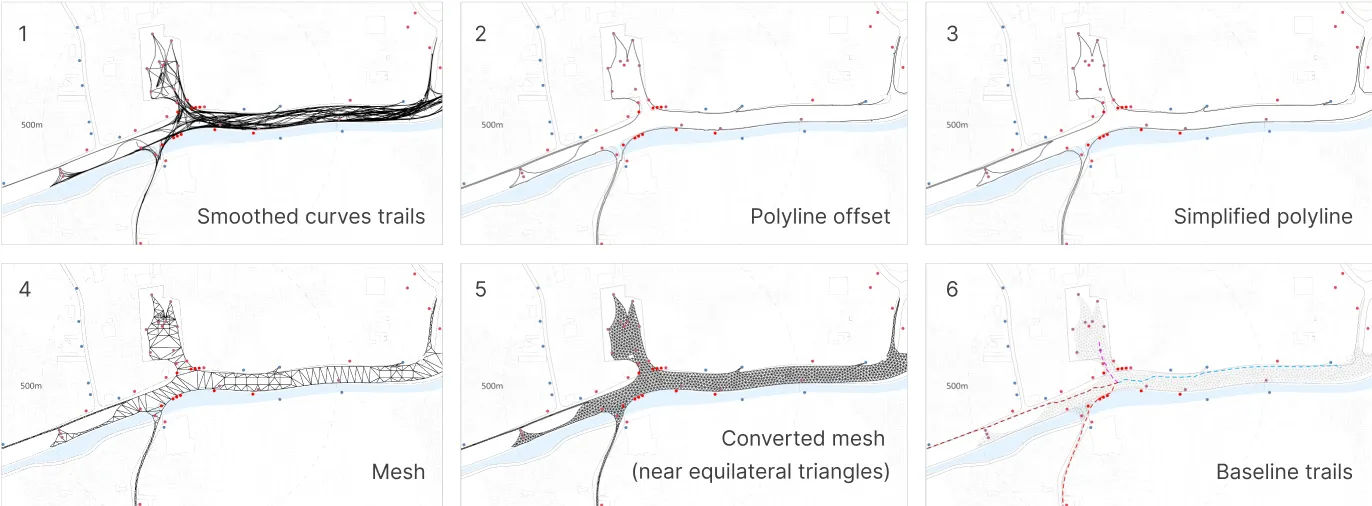 1
500m
Smoothed curves trails
2
500m
Polyline offset
3
500m
Simplified polyline
4
500m
Mesh
5
500m
Converted mesh
(near equilateral triangles)
6
500m
Baseline trails